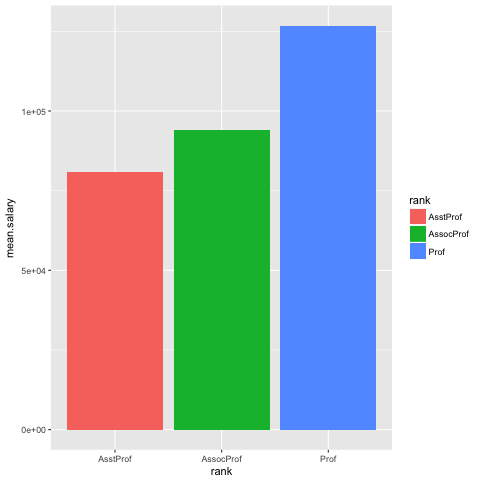 mean.salary
1e+05
5e+04
0e+00
AsstProf AssocProf Prof
rank
rank
AsstProf
AssocProf
Prof